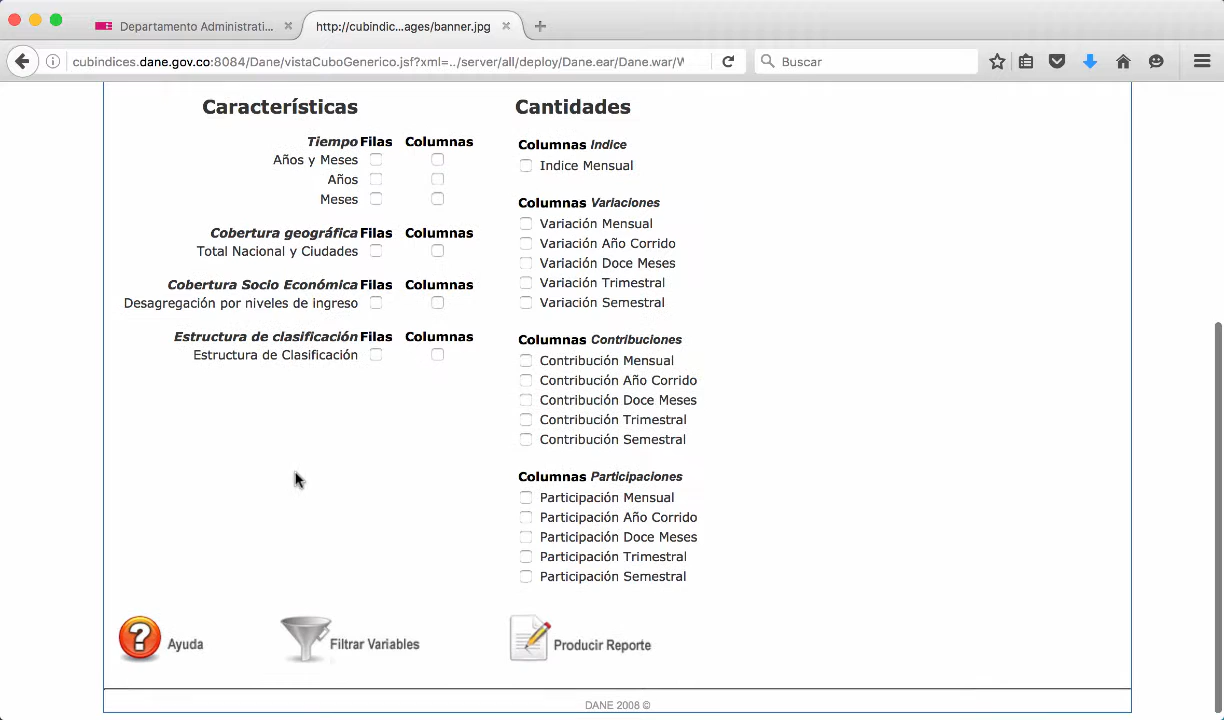 Departamento Administrati...
http://cubindic...ages/banner.jpg
cubindices.dane.gov.co:8084/Dane/vistaCuboGenerico.jsf?xml=../server/all/deploy/Dane.ear/Dane.war/W
Buscar
Características
Tiempo Filas Columnas
Años y Meses
Años
Meses
Cobertura geográfica Filas Columnas
Total Nacional y Ciudades
Cobertura Socio Económica Filas Columnas
Desagregación por niveles de ingreso
Estructura de clasificación Filas Columnas
Estructura de Clasificación
Cantidades
Columnas Indice
Indice Mensual
Columnas Variaciones
Variación Mensual
Variación Año Corrido
Variación Doce Meses
Variación Trimestral
Variación Semestral
Columnas Contribuciones
Contribución Mensual
Contribución Año Corrido
Contribución Doce Meses
Contribución Trimestral
Contribución Semestral
Columnas Participaciones
Participación Mensual
Participación Año Corrido
Participación Doce Meses
Participación Trimestral
Participación Semestral
Ayuda
Filtrar Variables
Producir Reporte
DANE 2008 ©